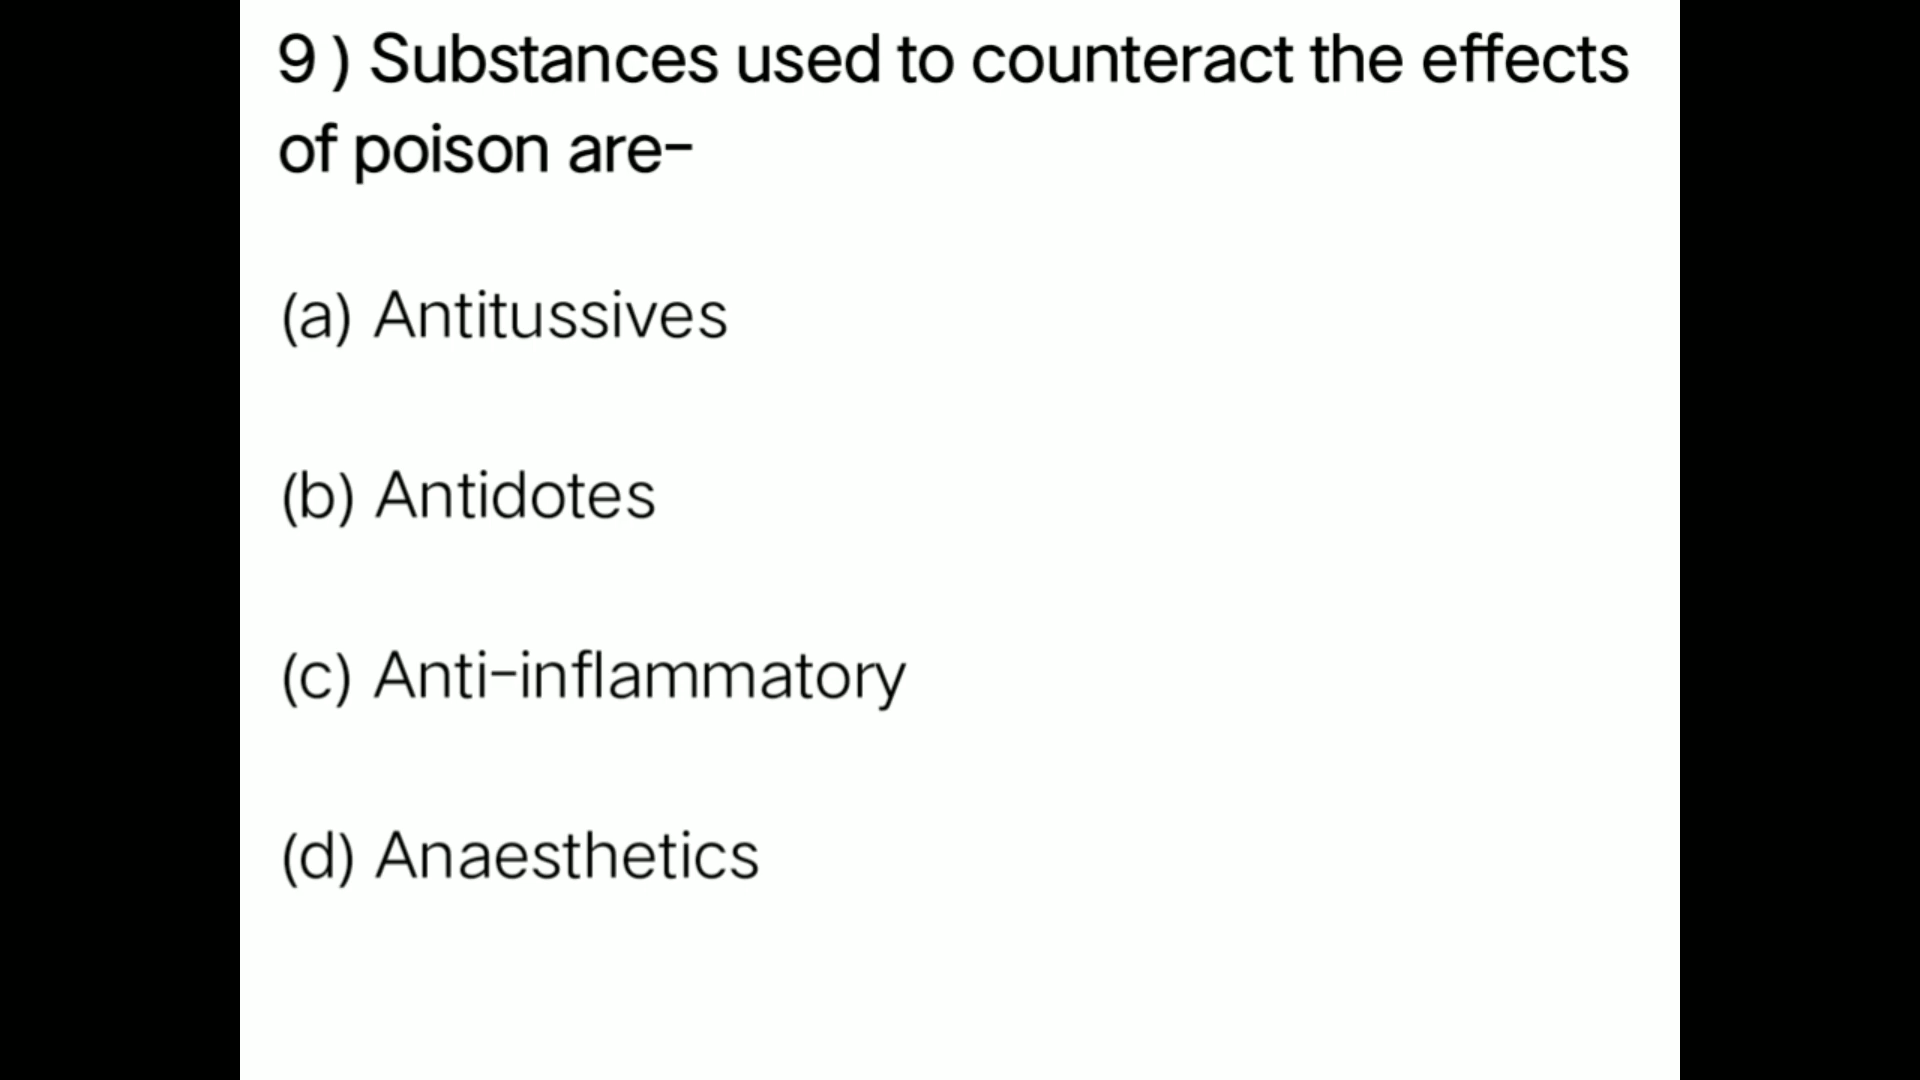 9 ) Substances used to counteract the effects
of poison are-
(a) Antitussives
(b) Antidotes
(c) Anti-inflammatory
(d) Anaesthetics